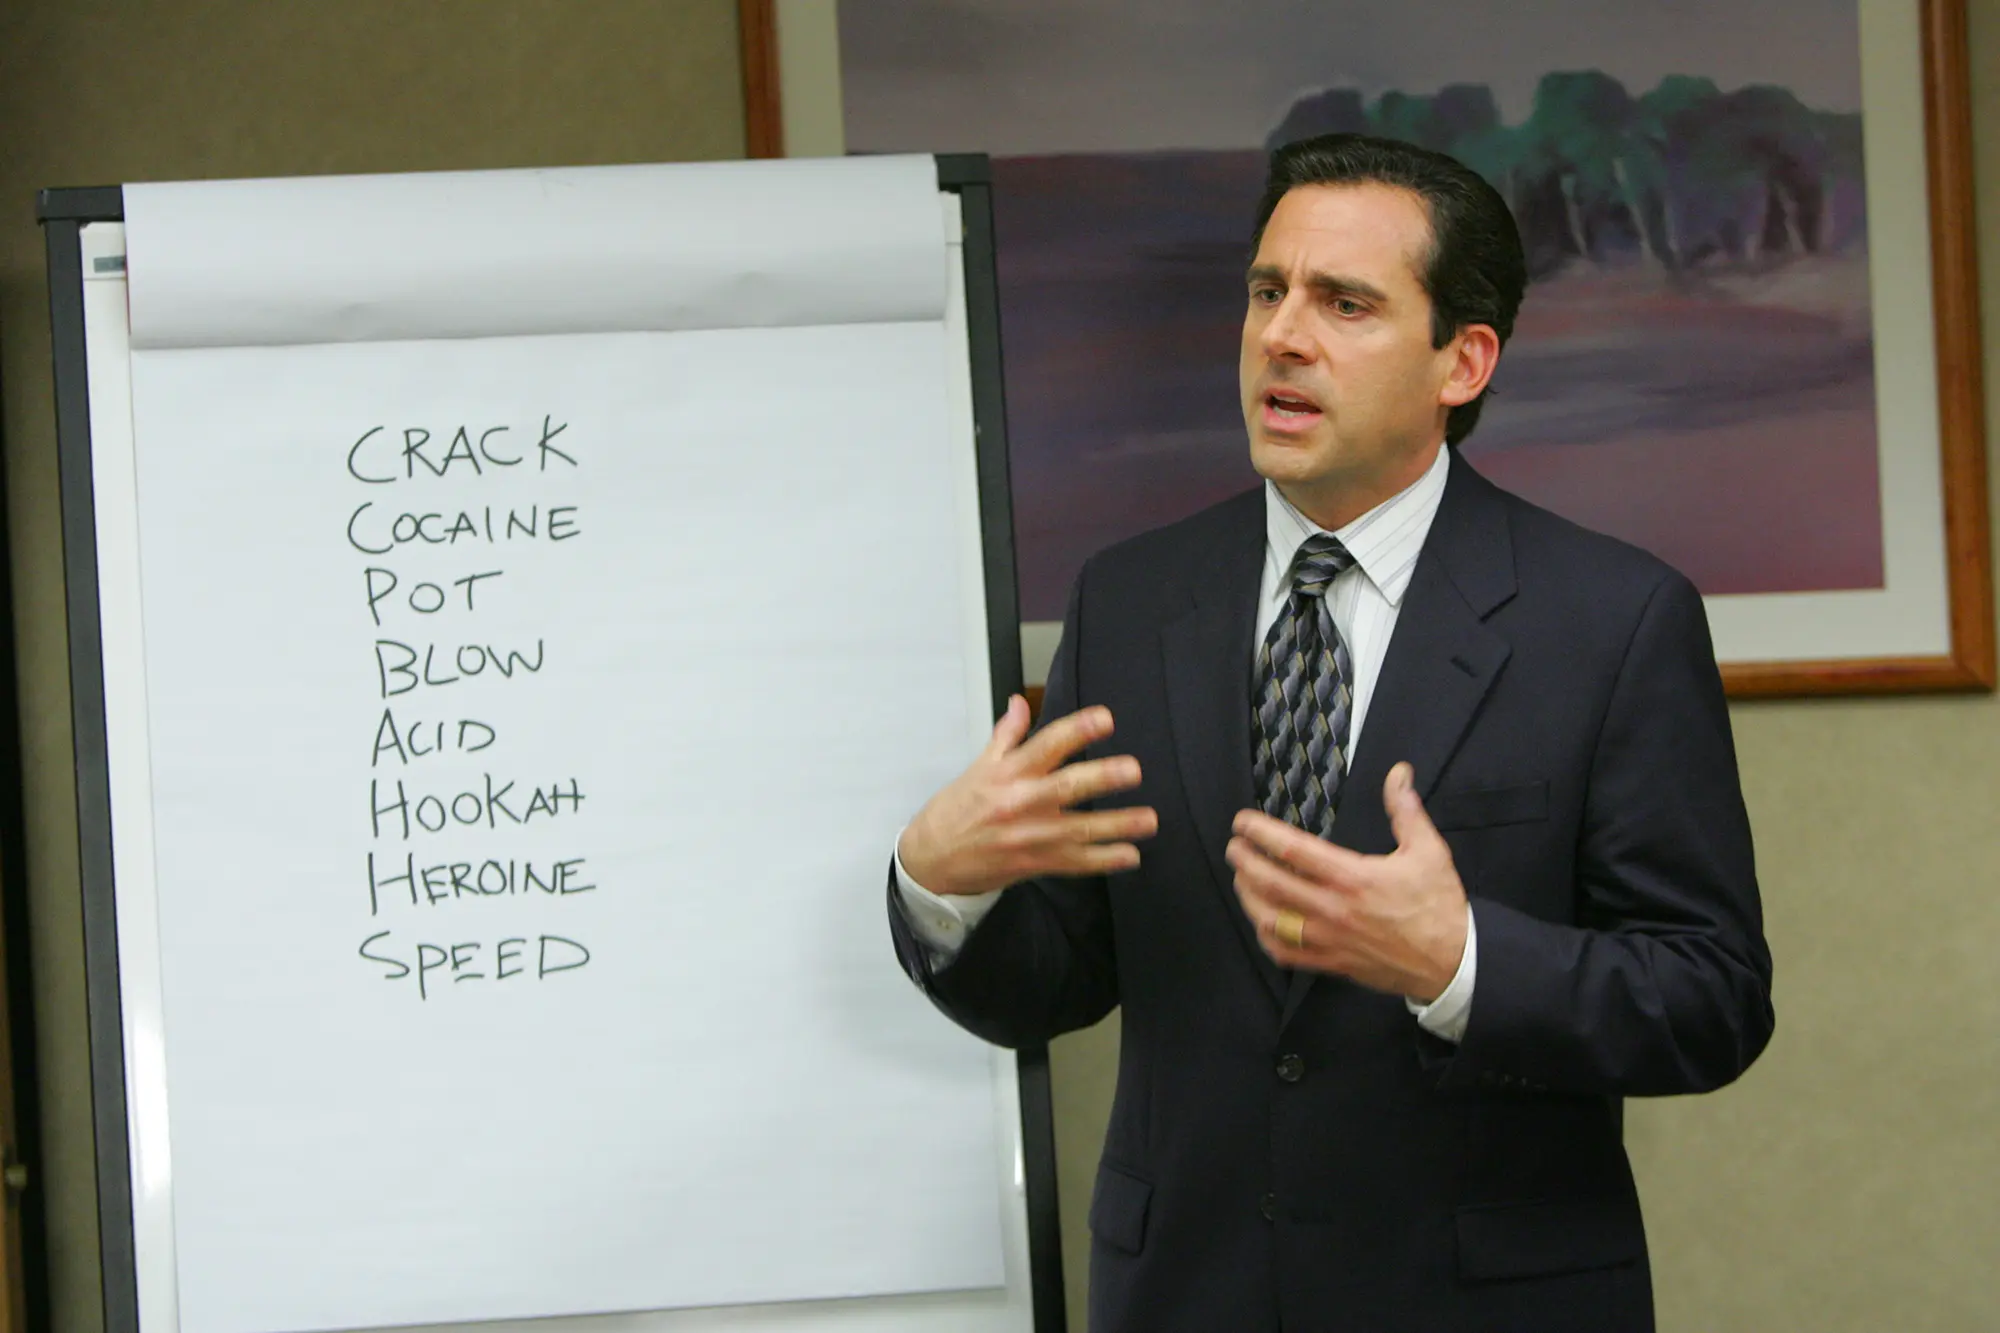 CRACK
COCAINE
POT
BLOW
ACID
HOOKAH
HEROINE
SPEED